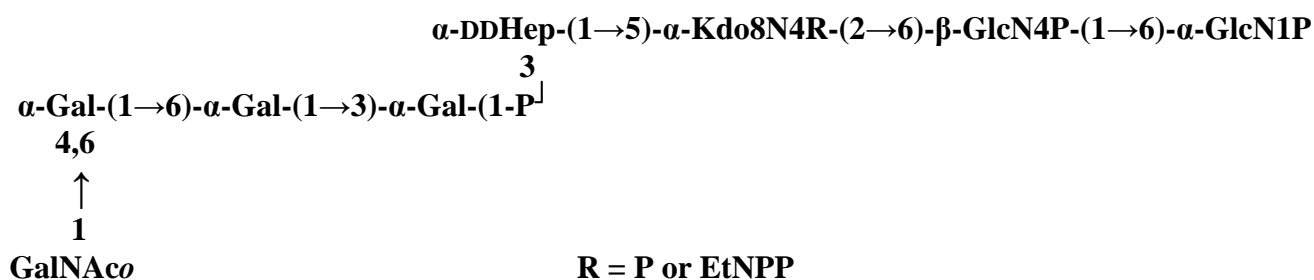 α-DDHep-(1→5)-α-Kdo8N4R-(2→6)-β-GlcN4P-(1→6)-α-GlcN1P
3
α-Gal-(1→6)-α-Gal-(1→3)-α-Gal-(1-P┘
4,6
↑
1
GalNAco R = P or EtNPP